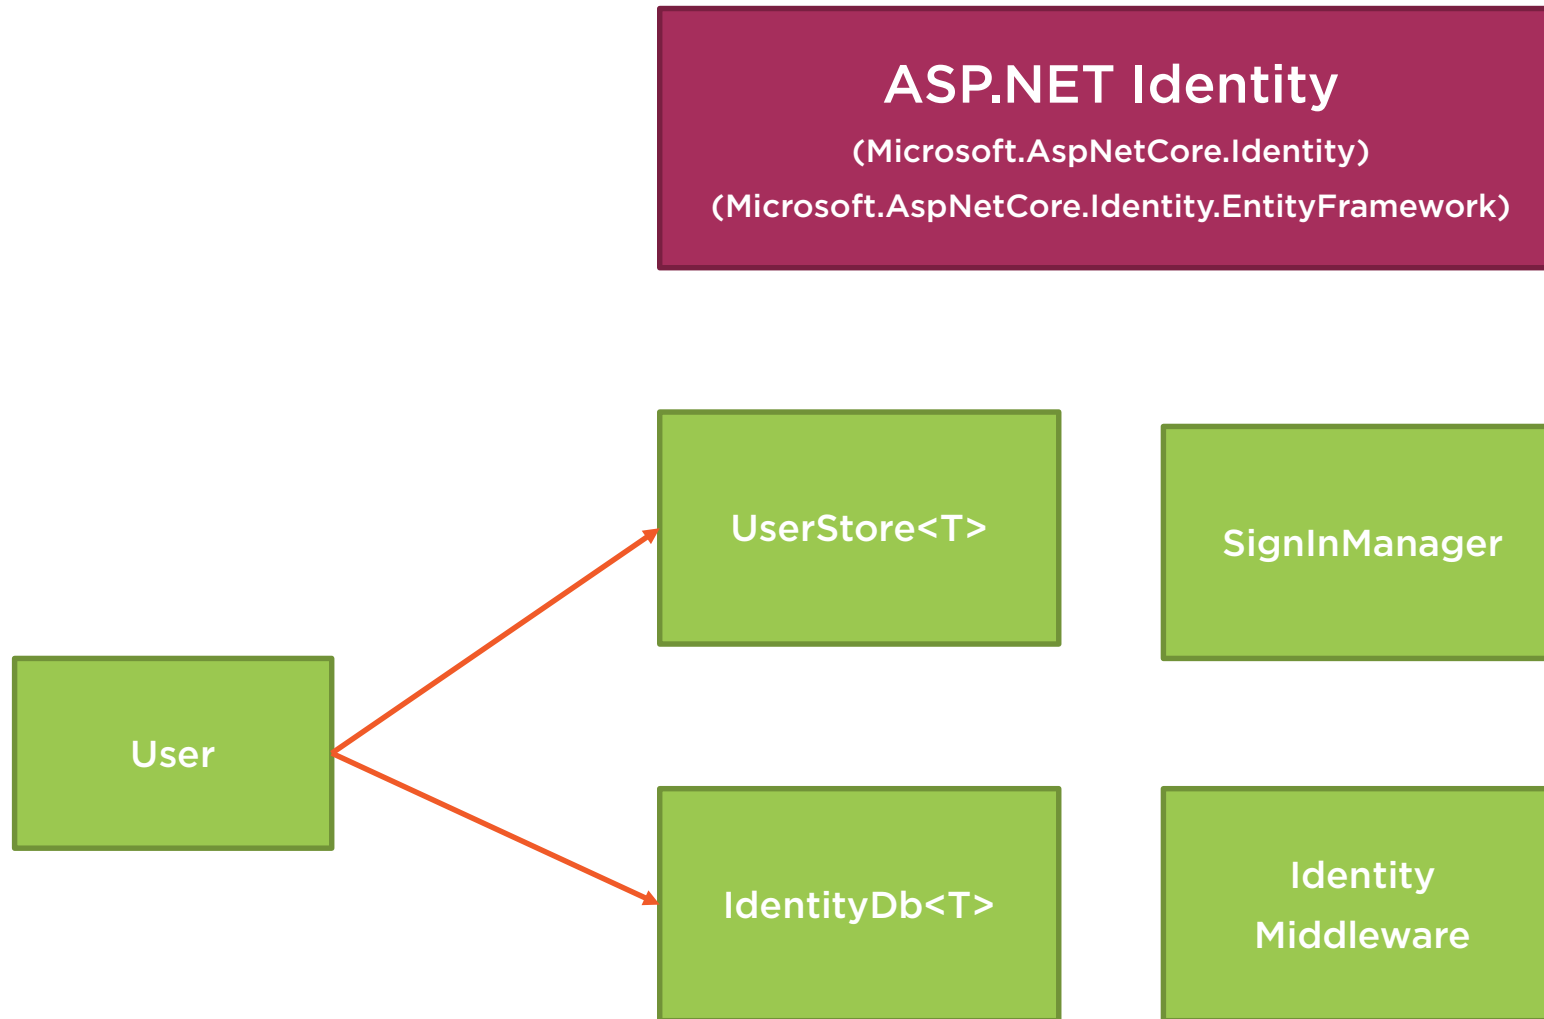 ASP.NET Identity
(Microsoft.AspNetCore.Identity)
(Microsoft.AspNetCore.Identity.EntityFramework)
UserStore<T>
SignInManager
User
IdentityDb<T>
Identity
Middleware